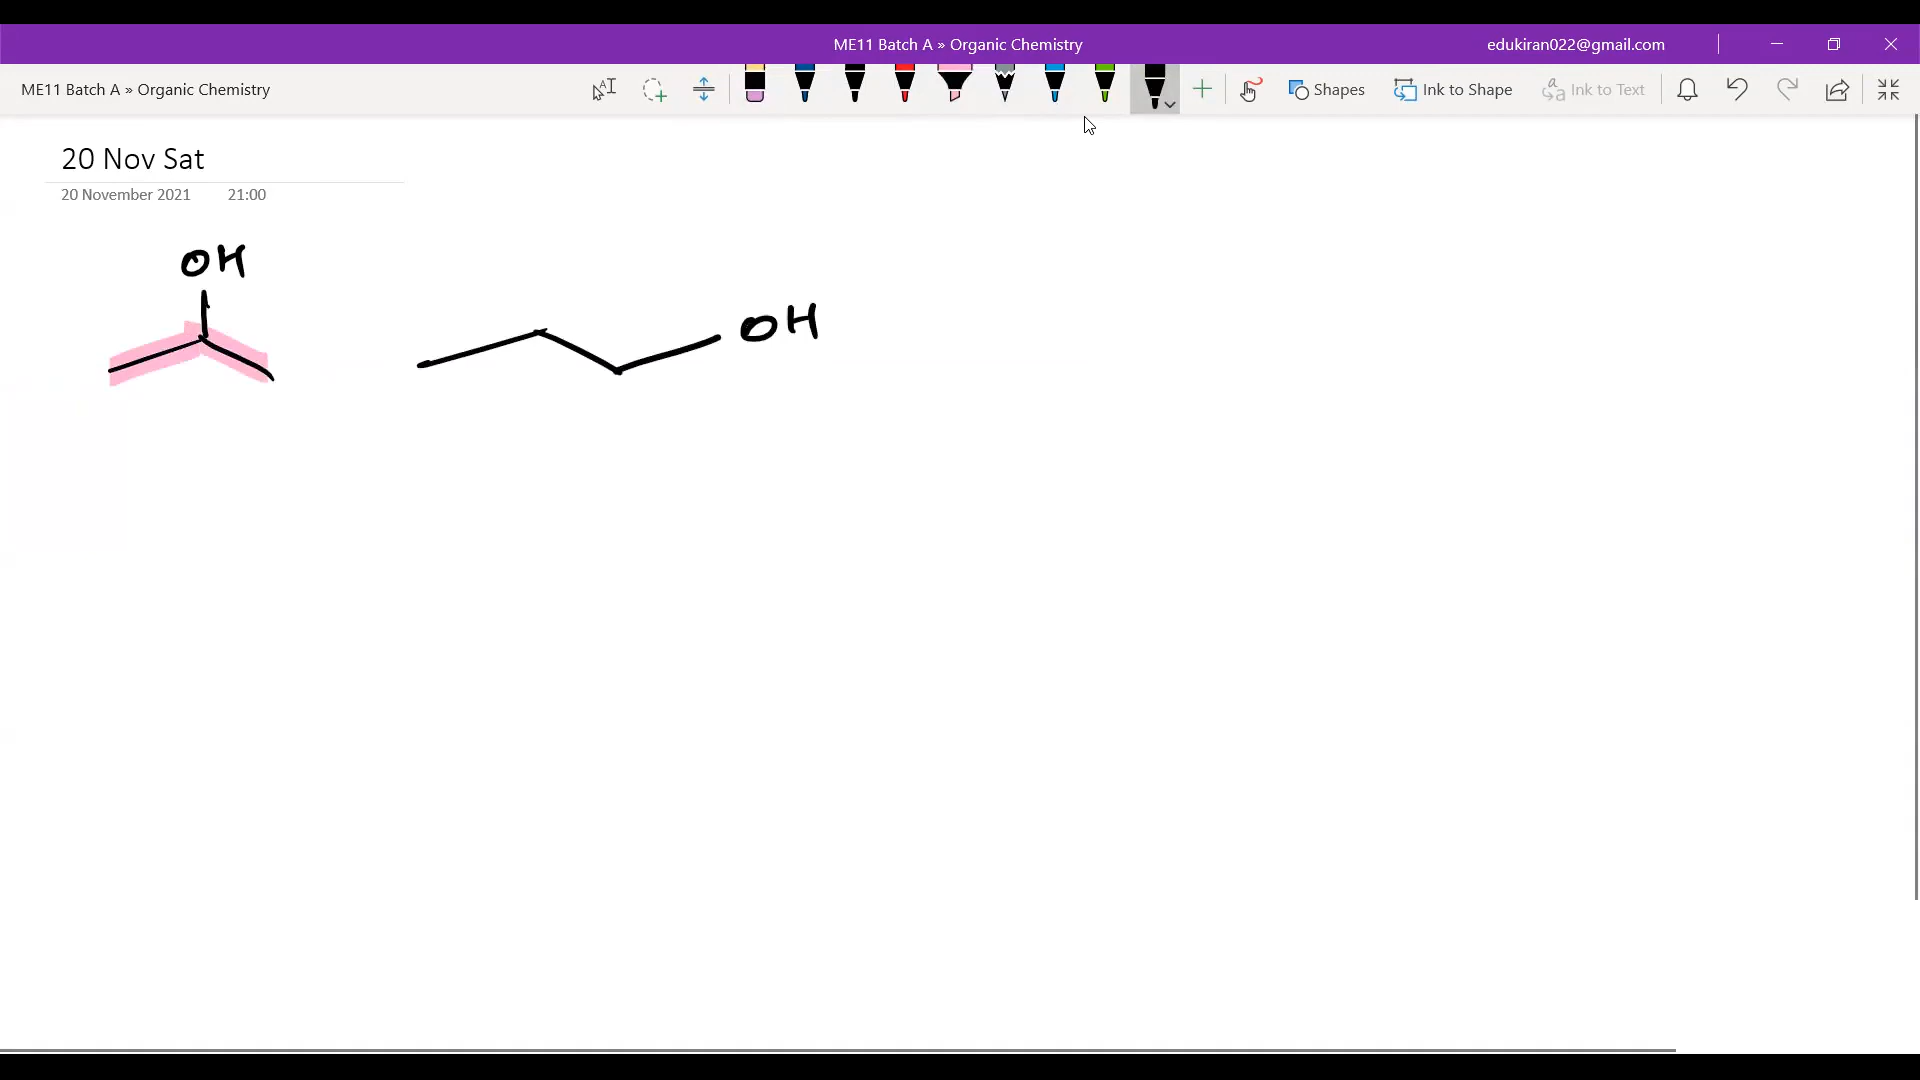 ME11 Batch A » Organic Chemistry
edukiran022@gmail.com
ME11 Batch A » Organic Chemistry
Shapes
Ink to Shape
Ink to Text
20 Nov Sat
20 November 2021 21:00
OH
OH